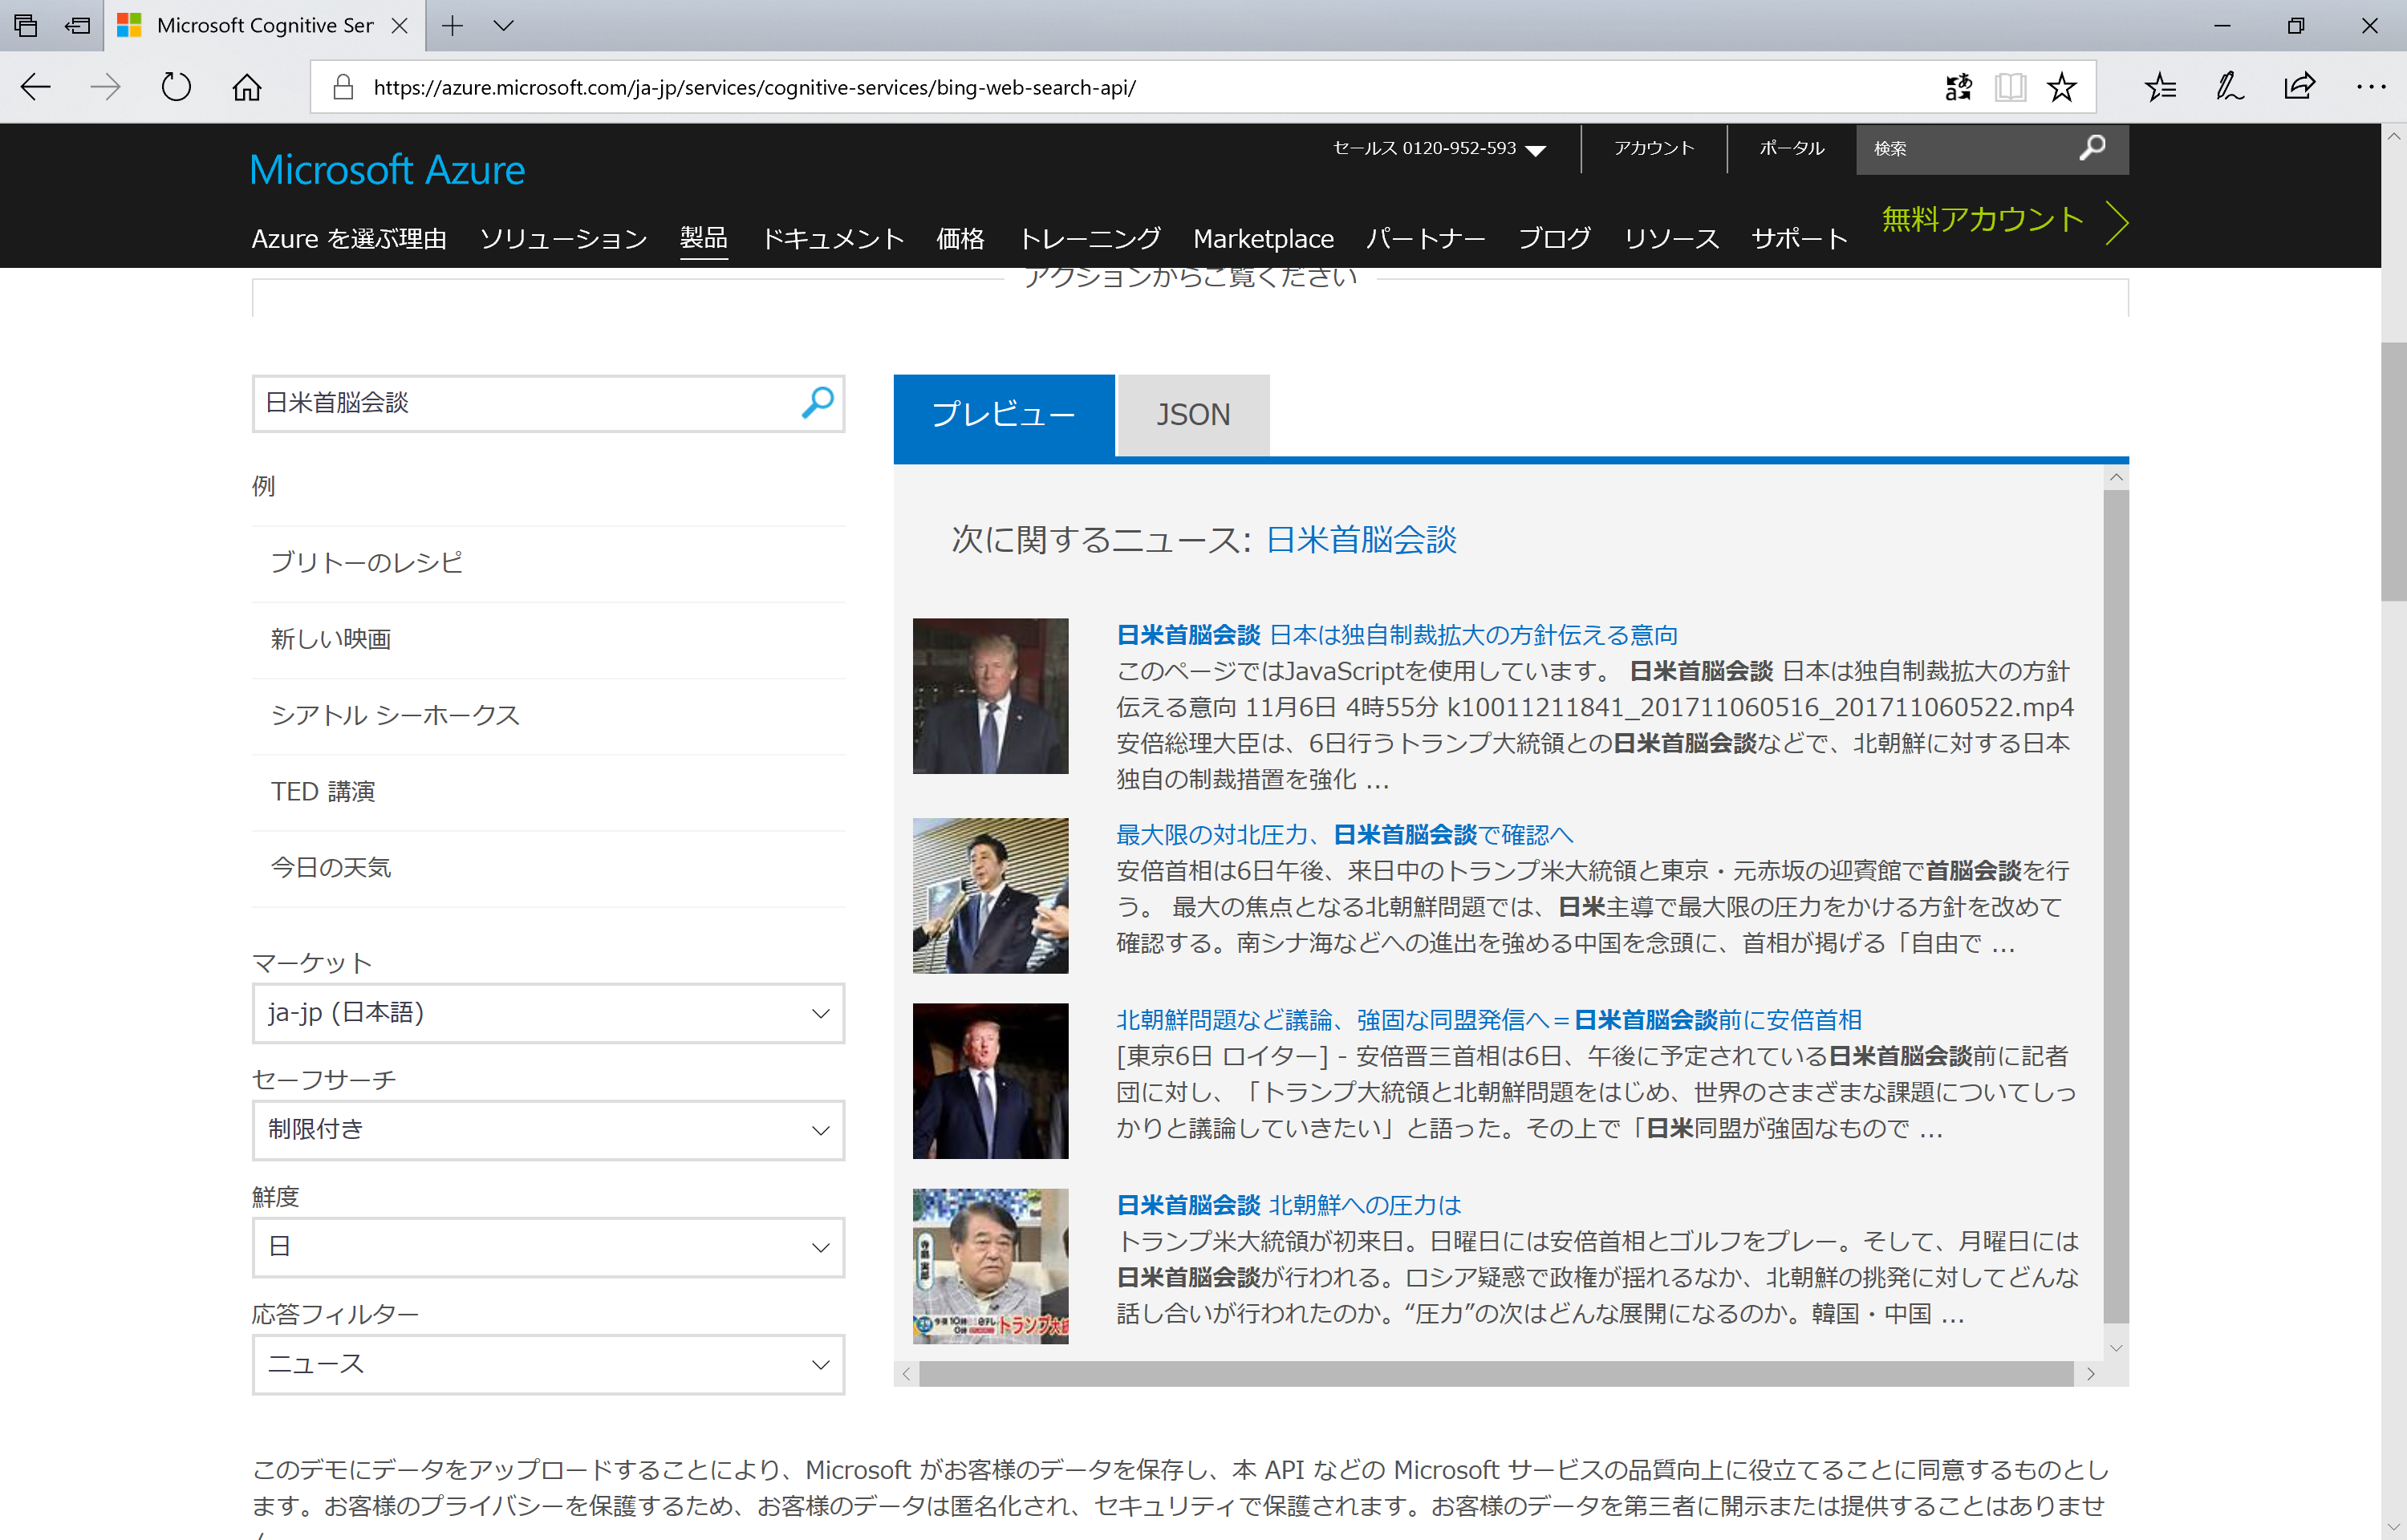 Microsoft Cognitive Ser
https://azure.microsoft.com/ja-jp/services/cognitive-services/bing-web-search-api/
セールス 0120-952-593
アカウント
ポータル
検索
Microsoft Azure
無料アカウント
Azure を選ぶ理由 ソリューション 製品 ドキュメント 価格 トレーニング Marketplace パートナー ブログ リソース サポート
アクションからご覧ください
日米首脳会談
例
ブリトーのレシピ
新しい映画
シアトル シーホークス
TED 講演
今日の天気
マーケット
ja-jp (日本語)
セーフサーチ
制限付き
鮮度
日
応答フィルター
ニュース
プレビュー
JSON
次に関するニュース: 日米首脳会談
日米首脳会談 日本は独自制裁拡大の方針伝える意向
このページではJavaScriptを使用しています。 日米首脳会談 日本は独自制裁拡大の方針
伝える意向 11月6日 4時55分 k10011211841_201711060516_201711060522.mp4
安倍総理大臣は、6日行うトランプ大統領との日米首脳会談などで、北朝鮮に対する日本
独自の制裁措置を強化 ...
最大限の対北圧力、日米首脳会談で確認へ
安倍首相は6日午後、来日中のトランプ米大統領と東京・元赤坂の迎賓館で首脳会談を行
う。 最大の焦点となる北朝鮮問題では、日米主導で最大限の圧力をかける方針を改めて
確認する。南シナ海などへの進出を強める中国を念頭に、首相が掲げる「自由で ...
北朝鮮問題など議論、強固な同盟発信へ＝日米首脳会談前に安倍首相
[東京6日 ロイター] - 安倍晋三首相は6日、午後に予定されている日米首脳会談前に記者
団に対し、「トランプ大統領と北朝鮮問題をはじめ、世界のさまざまな課題についてしっ
かりと議論していきたい」と語った。その上で「日米同盟が強固なもので ...
日米首脳会談 北朝鮮への圧力は
トランプ米大統領が初来日。日曜日には安倍首相とゴルフをプレー。そして、月曜日には
日米首脳会談が行われる。ロシア疑惑で政権が揺れるなか、北朝鮮の挑発に対してどんな
話し合いが行われたのか。“圧力”の次はどんな展開になるのか。韓国・中国 ...
寺島実郎
トランプ大統
このデモにデータをアップロードすることにより、Microsoft がお客様のデータを保存し、本 API などの Microsoft サービスの品質向上に役立てることに同意するものとし
ます。お客様のプライバシーを保護するため、お客様のデータは匿名化され、セキュリティで保護されます。お客様のデータを第三者に開示または提供することはありませ